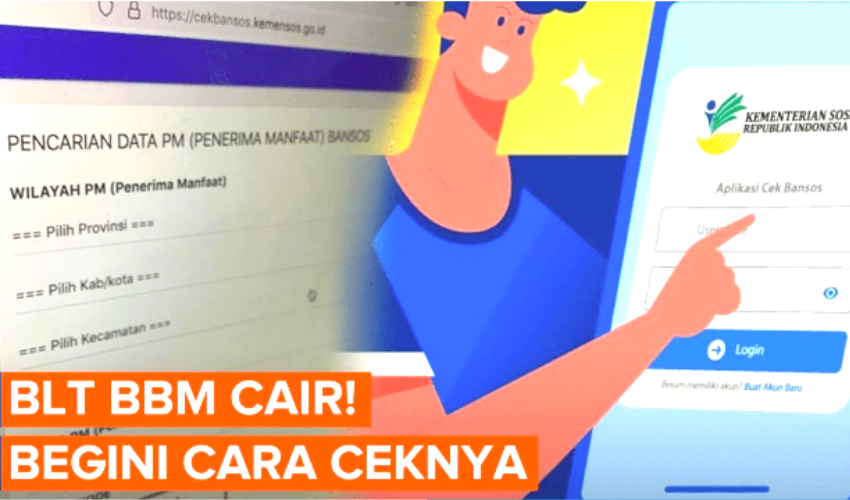 https://cekbansos.kemensos.go.id
PENCARIAN DATA PM (PENERIMA MANFAAT) BANSOS
WILAYAH PM (Penerima Manfaat)
=== Pilih Provinsi ===
=== Pilih Kab/kota ===
=== Pilih Kecamatan ===
KEMENTERIAN SOS
REPUBLIK INDONESIA
Aplikasi Cek Bansos
Login
Belum memiliki akun? Buat Akun Baru
BLT BBM CAIR!
BEGINI CARA CEKNYA